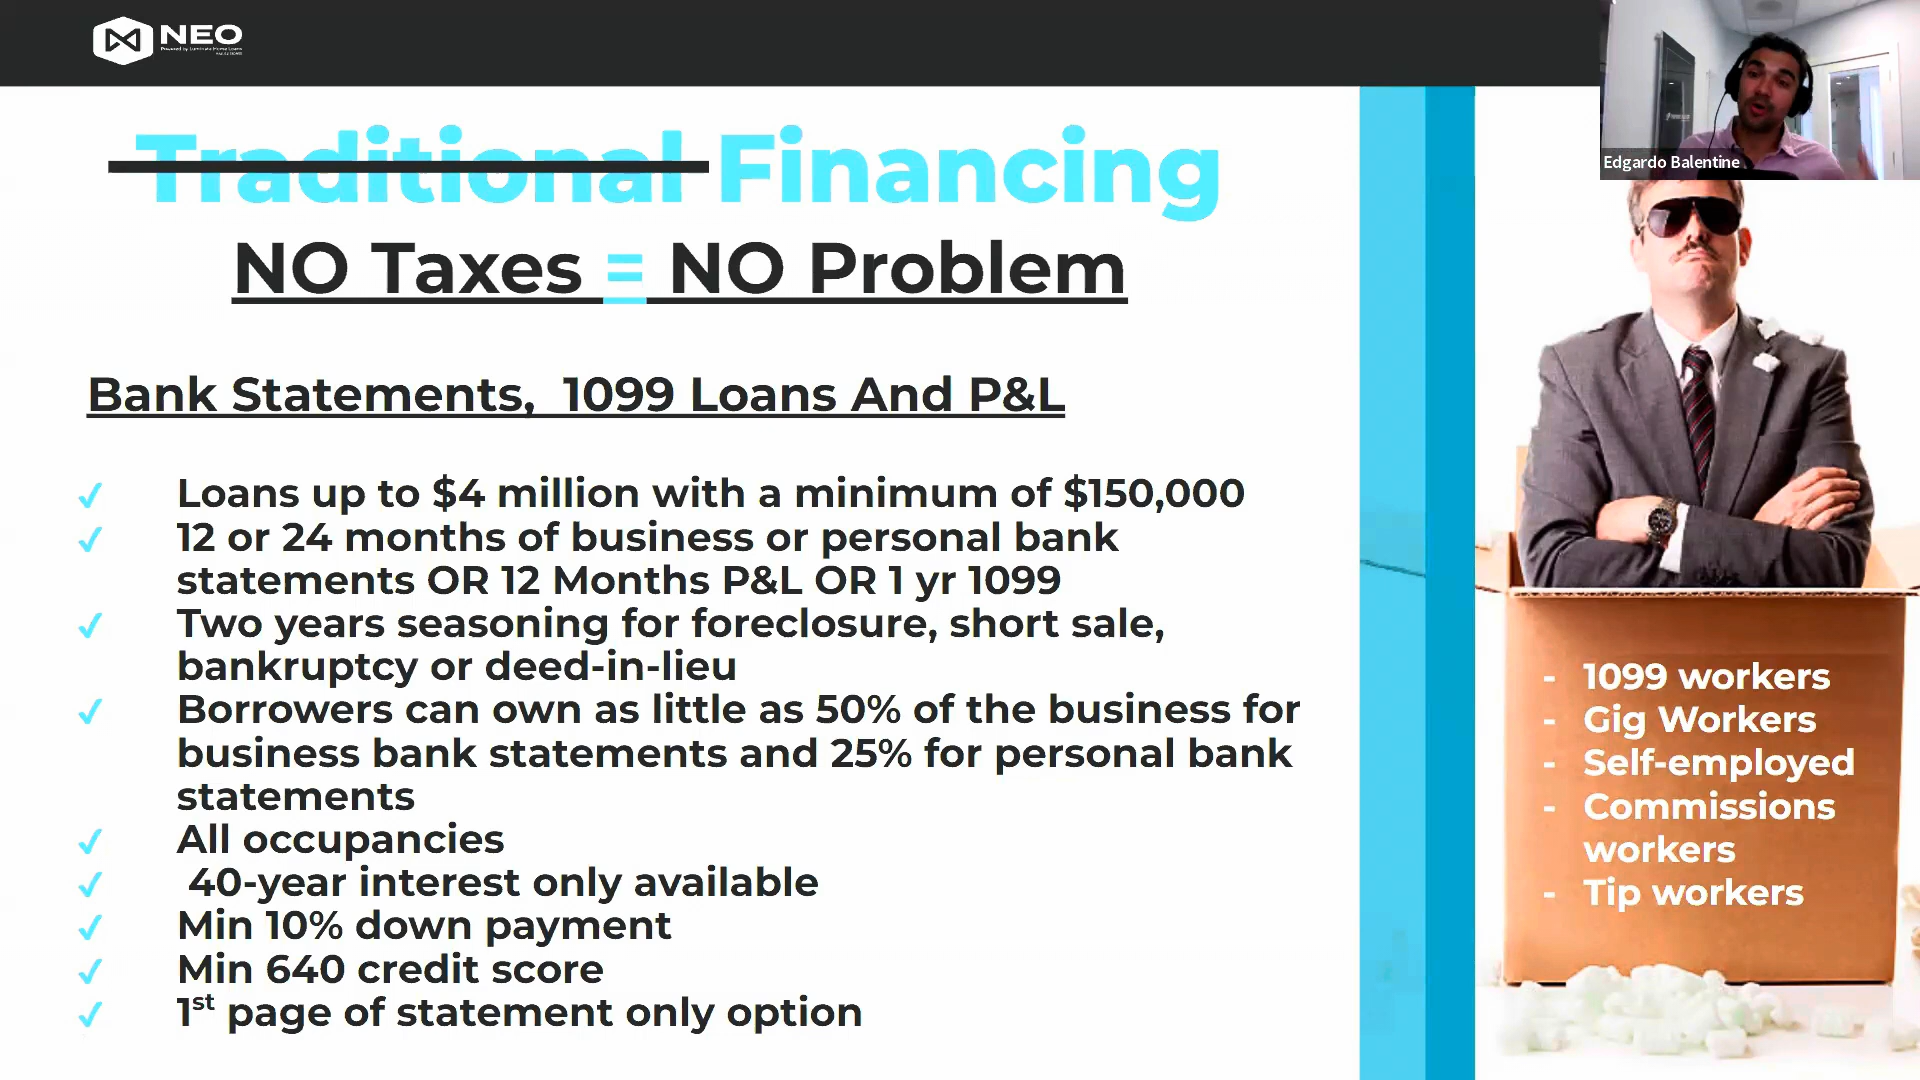 NEO
Powered by Luminate Home Loans
Edgardo Balentine
Traditional Financing
NO Taxes = NO Problem
Bank Statements,  1099 Loans And P&L
✓ Loans up to $4 million with a minimum of $150,000
✓ 12 or 24 months of business or personal bank
statements OR 12 Months P&L OR 1 yr 1099
✓ Two years seasoning for foreclosure, short sale,
bankruptcy or deed-in-lieu
✓ Borrowers can own as little as 50% of the business for
business bank statements and 25% for personal bank
statements
✓ All occupancies
✓ 40-year interest only available
✓ Min 10% down payment
✓ Min 640 credit score
✓ 1st page of statement only option
- 1099 workers
- Gig Workers
- Self-employed
- Commissions
workers
- Tip workers